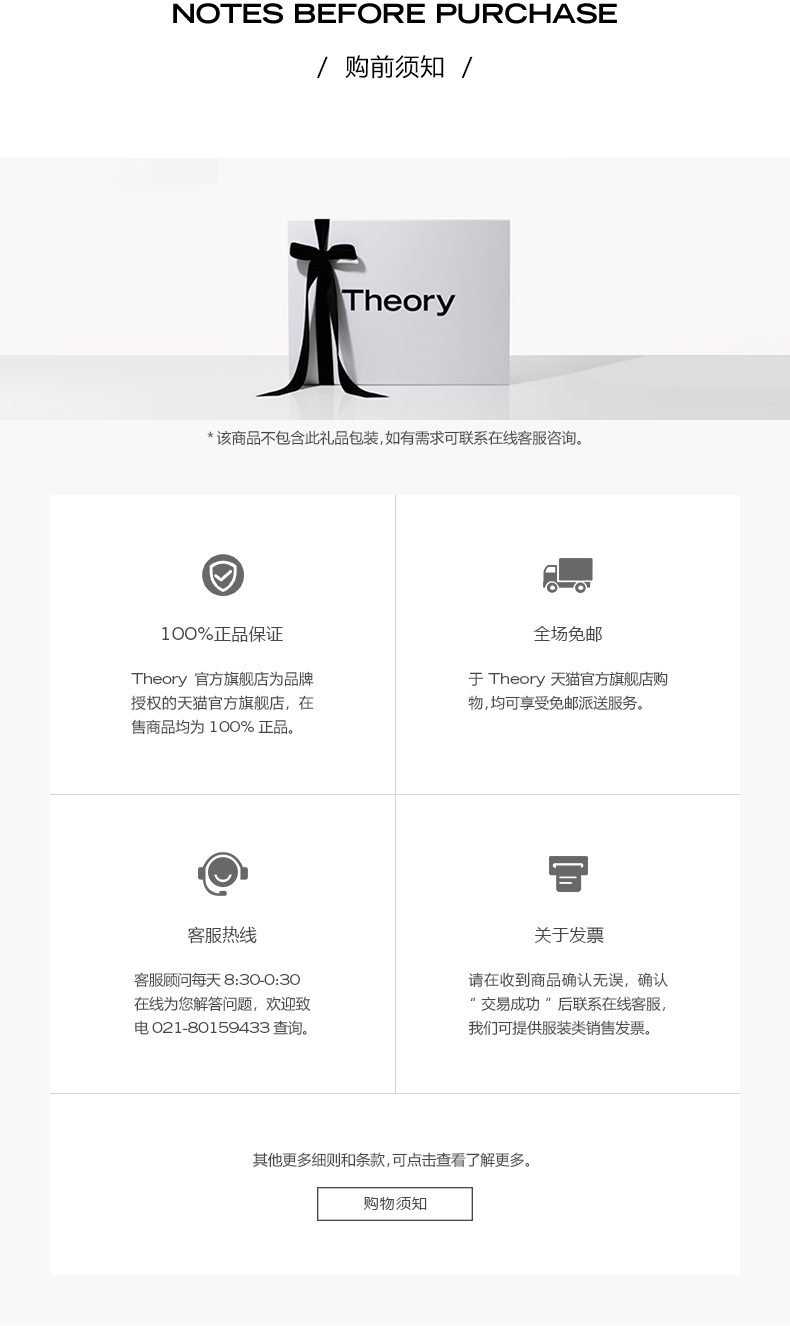 NOTES BEFORE PURCHASE
/ 购前须知 /
Theory
*该商品不包含此礼品包装,如有需求可联系在线客服咨询。
100%正品保证
Theory 官方旗舰店为品牌
授权的天猫官方旗舰店，在
售商品均为 100% 正品。
全场免邮
于 Theory 天猫官方旗舰店购
物,均可享受免邮派送服务。
客服热线
客服顾问每天 8:30-0:30
在线为您解答问题，欢迎致
电 021-80159433 查询。
关于发票
请在收到商品确认无误，确认
“ 交易成功 ” 后联系在线客服,
我们可提供服装类销售发票。
其他更多细则和条款,可点击查看了解更多。
购物须知